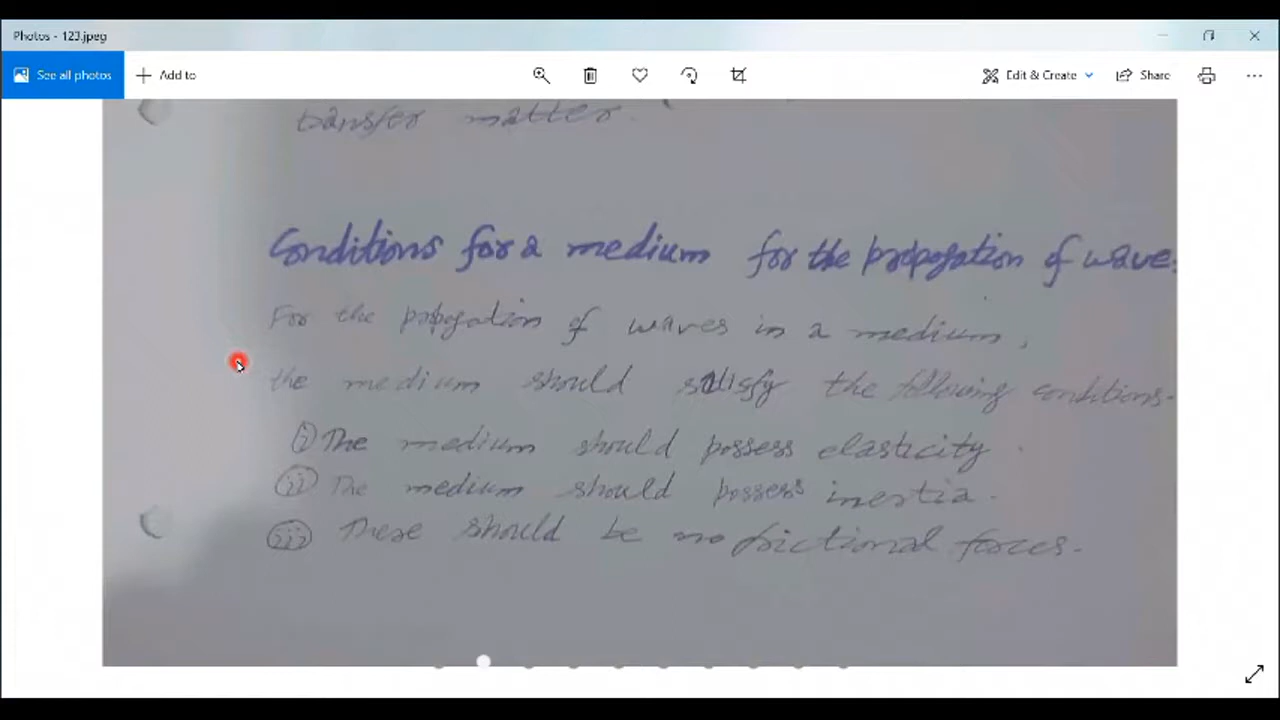 Photos - 123.jpeg
See all photos
Add to
Edit & Create
Share
transfer matter.
Conditions for a medium for the propogation of wave:
For the propogation of waves in a medium,
the medium should satisfy the following conditions.
(i) The medium should possess elasticity.
(ii) The medium should possess inertia.
(iii) There should be no frictional forces.